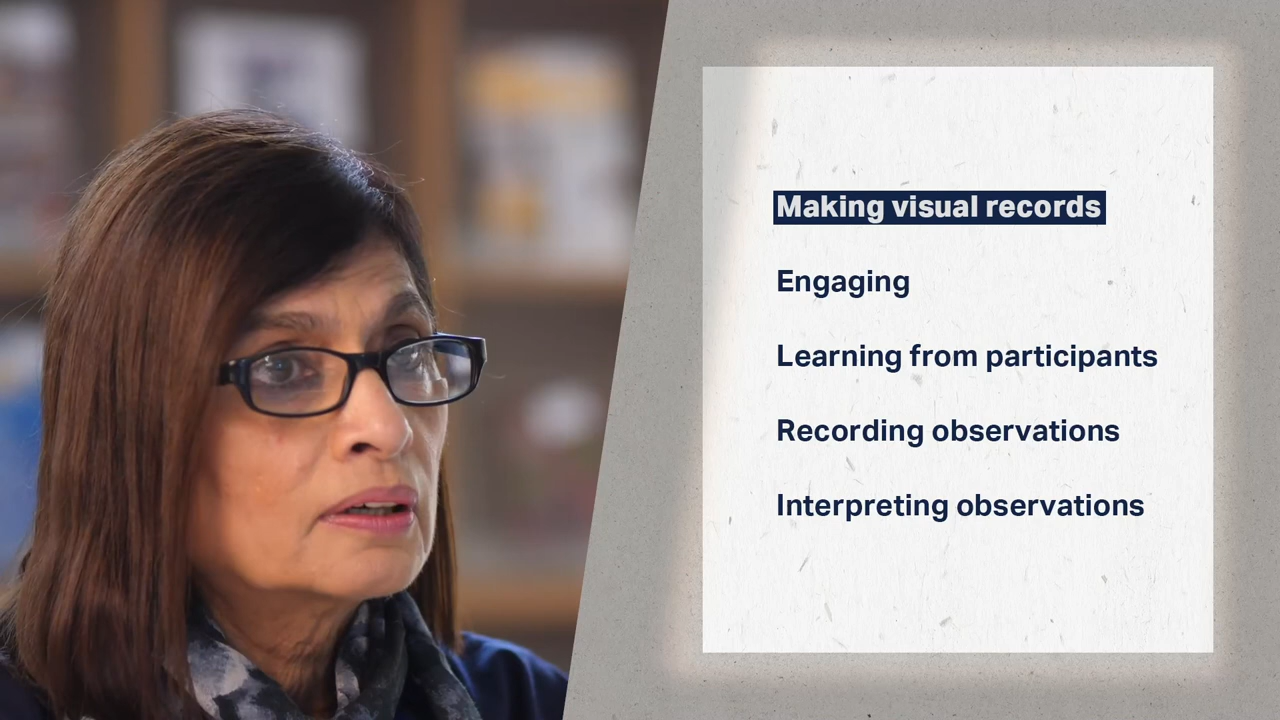 Making visual records
Engaging
Learning from participants
Recording observations
Interpreting observations